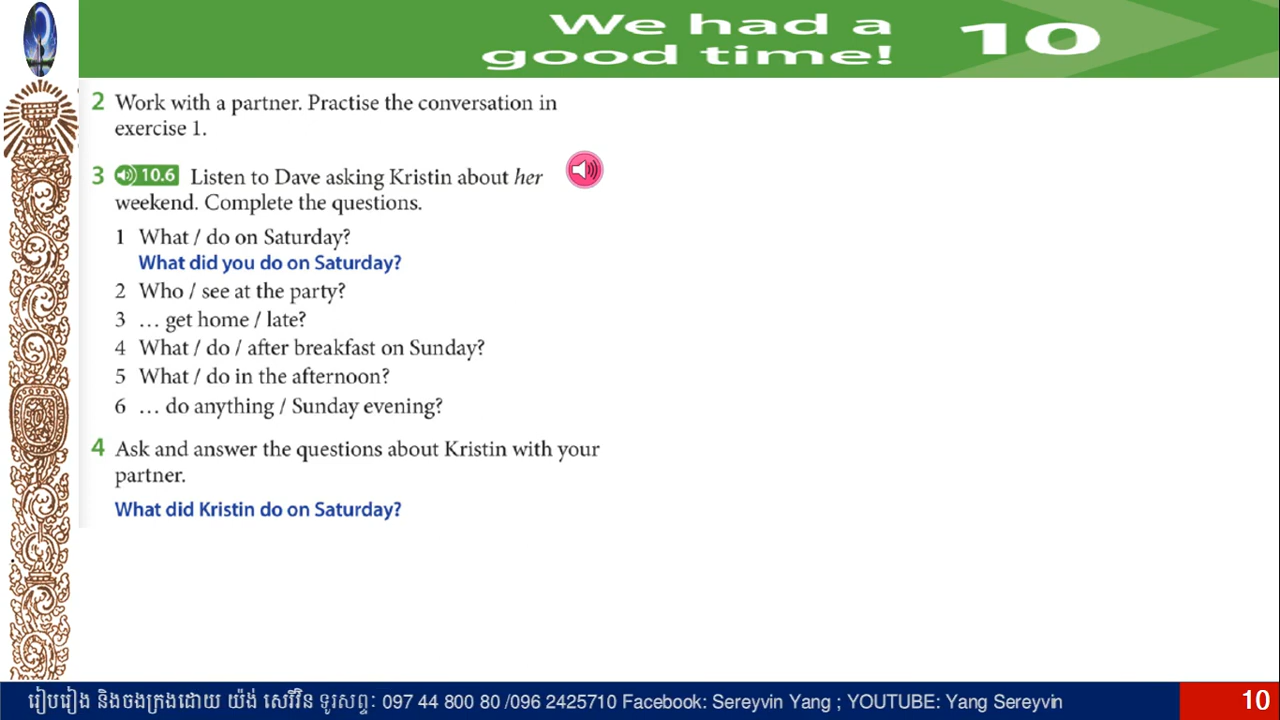 We had a
good time!
10
2 Work with a partner. Practise the conversation in
exercise 1.
3 10.6 Listen to Dave asking Kristin about her
weekend. Complete the questions.
1 What / do on Saturday?
What did you do on Saturday?
2 Who / see at the party?
3 … get home / late?
4 What / do / after breakfast on Sunday?
5 What / do in the afternoon?
6 … do anything / Sunday evening?
4 Ask and answer the questions about Kristin with your
partner.
What did Kristin do on Saturday?
រៀបរៀង និងចងក្រងដោយ យ៉ង់ សេរីវិន ទូរសព្ទ: 097 44 800 80 /096 2425710 Facebook: Sereyvin Yang ; YOUTUBE: Yang Sereyvin
10